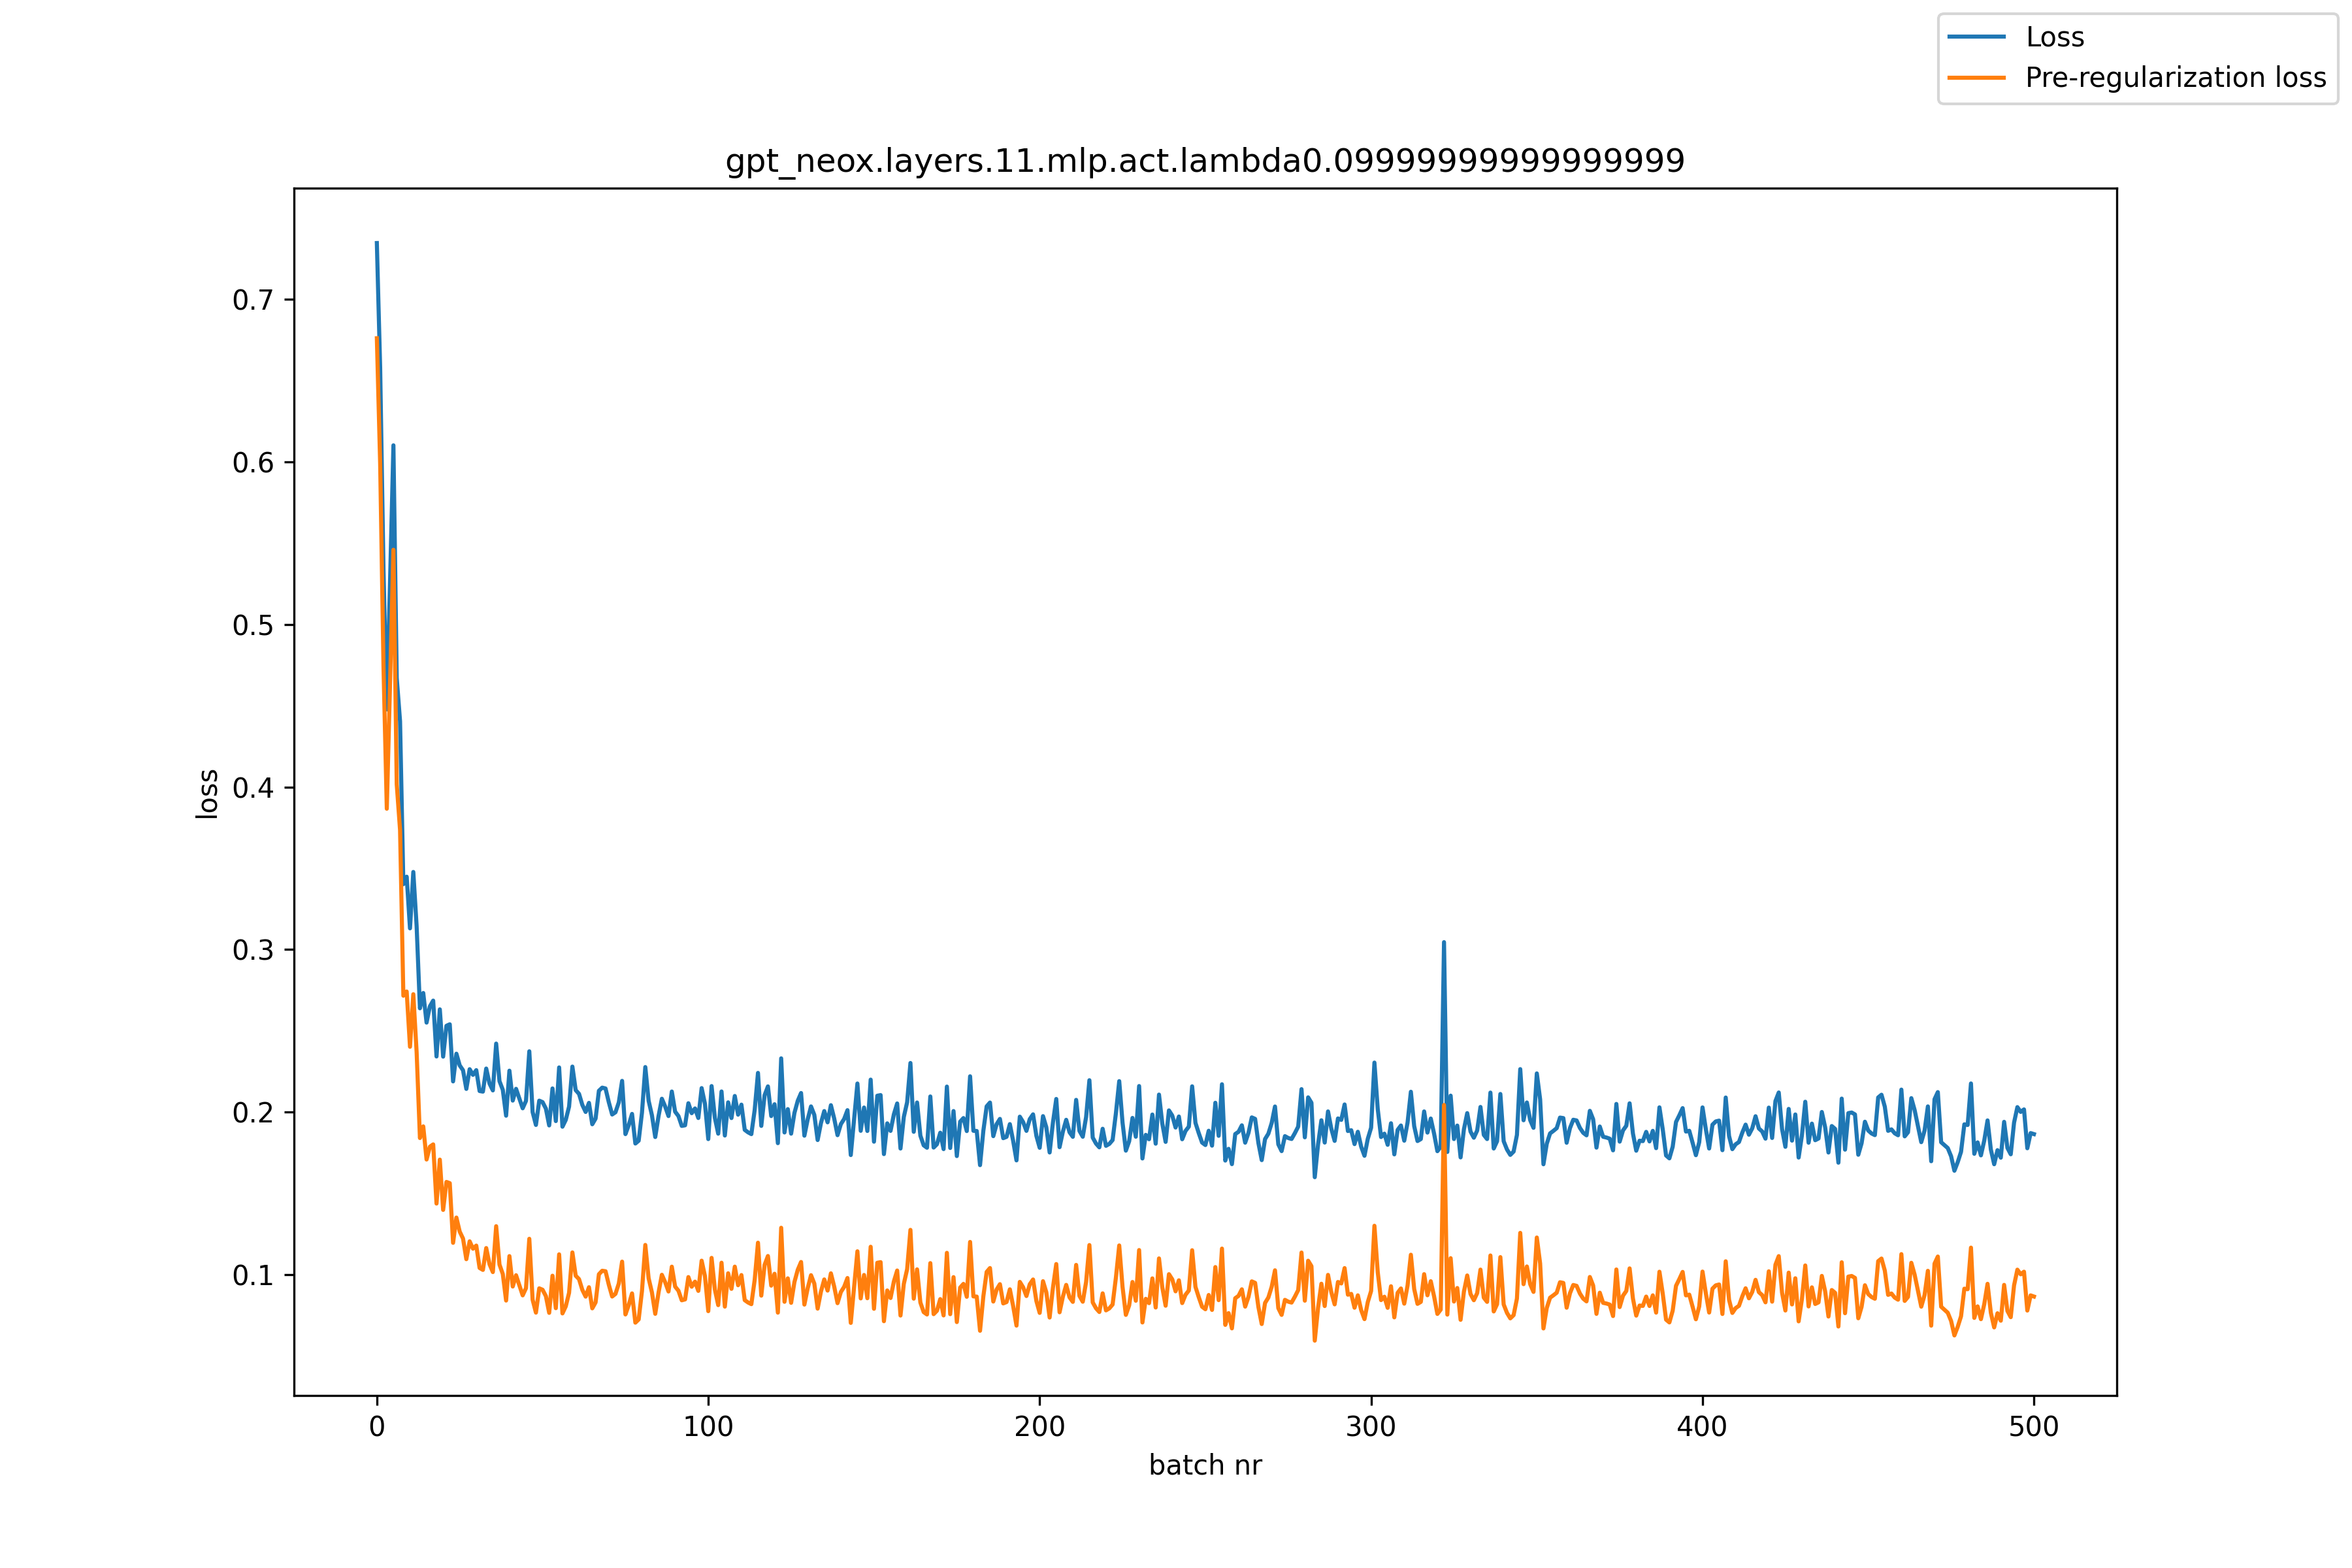 Loss
Pre-regularization loss
gpt_neox.layers.11.mlp.act.lambda0.09999999999999999
0.7
0.6
0.5
0.4
0.3
0.2
0.1
loss
0
100
200
300
400
500
batch nr